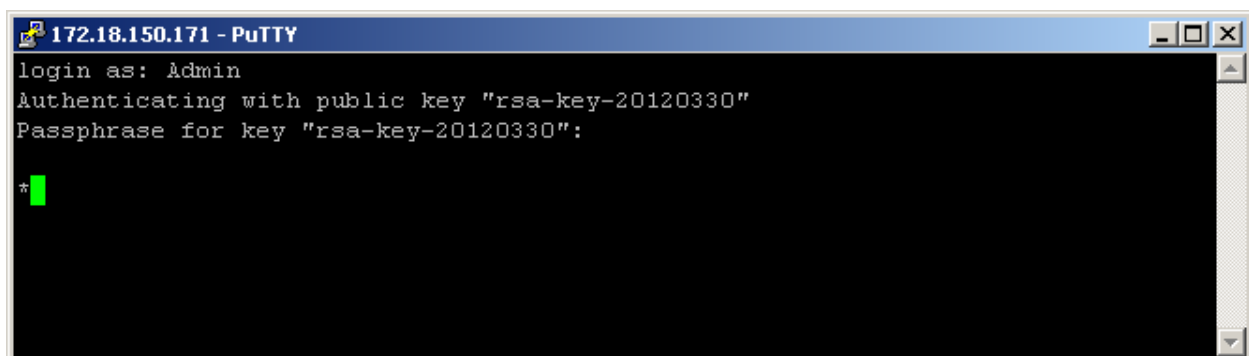 172.18.150.171 - PuTTY
login as: Admin
Authenticating with public key "rsa-key-20120330"
Passphrase for key "rsa-key-20120330":
*